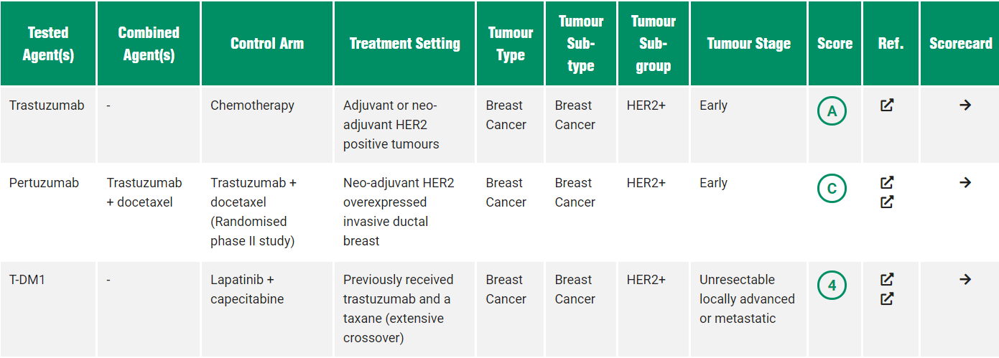 Tested Agent(s)
Combined Agent(s)
Control Arm
Treatment Setting
Tumour Type
Tumour Sub-type
Tumour Sub-group
Tumour Stage
Score
Ref.
Scorecard
Trastuzumab
-
Chemotherapy
Adjuvant or neo-
adjuvant HER2
positive tumours
Breast
Cancer
Breast
Cancer
HER2+
Early
A
Pertuzumab
Trastuzumab
+ docetaxel
Trastuzumab +
docetaxel
(Randomised
phase II study)
Neo-adjuvant HER2
overexpressed
invasive ductal
breast
Breast
Cancer
Breast
Cancer
HER2+
Early
C
T-DM1
-
Lapatinib +
capecitabine
Previously received
trastuzumab and a
taxane (extensive
crossover)
Breast
Cancer
Breast
Cancer
HER2+
Unresectable
locally advanced
or metastatic
4